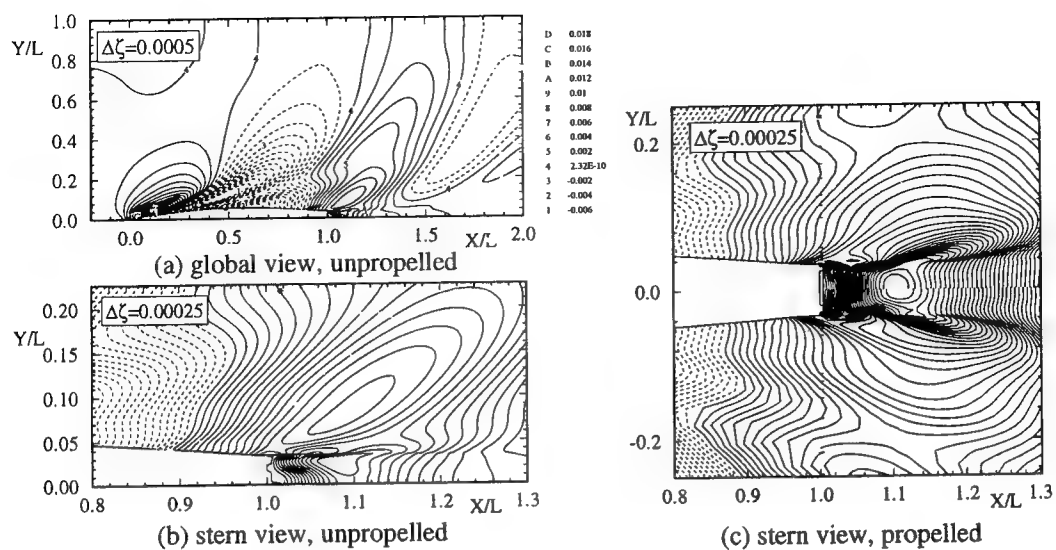 Y/L
1.0
0.8
0.6
0.4
0.2
0.0
Δζ=0.0005
0.0
0.5
1.0
1.5
X/L
2.0
D 0.018
C 0.016
B 0.014
A 0.012
9 0.01
8 0.008
7 0.006
6 0.004
5 0.002
4 2.32E-10
3 -0.002
2 -0.004
1 -0.006
(a) global view, unpropelled
Y/L
0.20
0.15
0.10
0.05
0.00
Δζ=0.00025
0.8
0.9
1.0
1.1
1.2
X/L
1.3
(b) stern view, unpropelled
Y/L
0.2
0.0
-0.2
Δζ=0.00025
0.8
0.9
1.0
1.1
1.2
X/L
1.3
(c) stern view, propelled